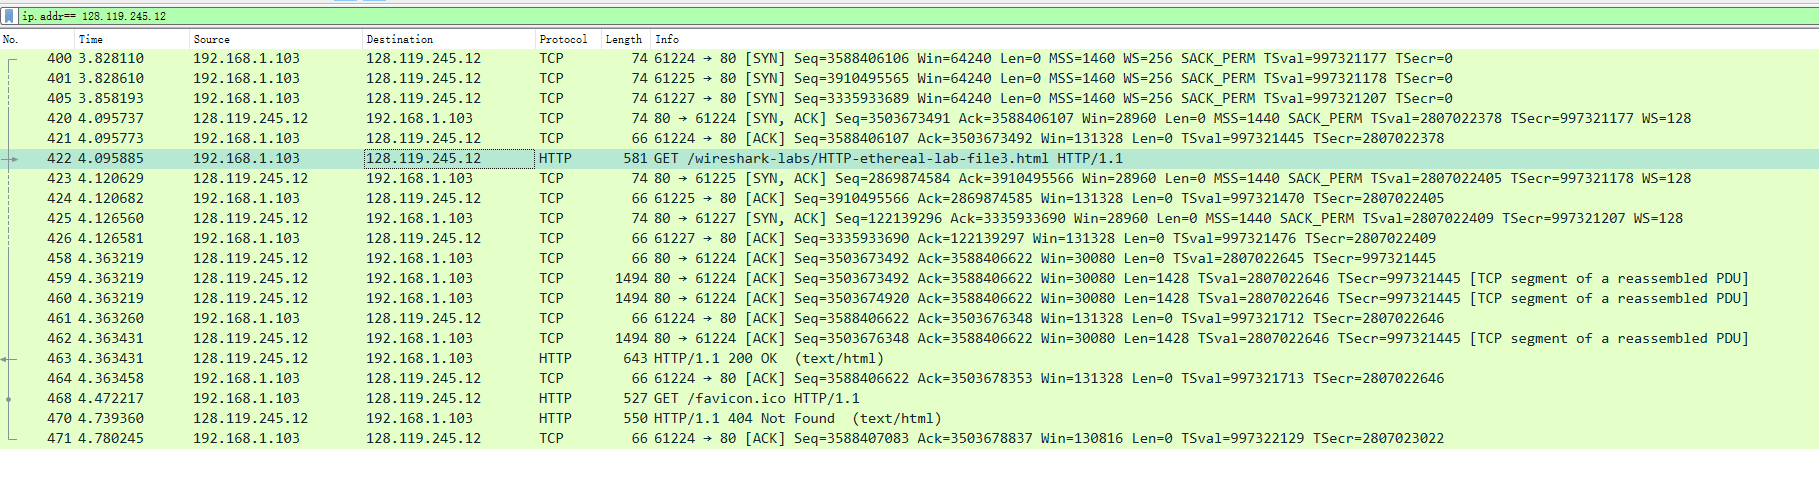 ip.addr== 128.119.245.12
No. Time Source Destination Protocol Length Info
400 3.828110 192.168.1.103 128.119.245.12 TCP 74 61224 → 80 [SYN] Seq=3588406106 Win=64240 Len=0 MSS=1460 WS=256 SACK_PERM TSval=997321177 TSecr=0
401 3.828610 192.168.1.103 128.119.245.12 TCP 74 61225 → 80 [SYN] Seq=3910495565 Win=64240 Len=0 MSS=1460 WS=256 SACK_PERM TSval=997321178 TSecr=0
405 3.858193 192.168.1.103 128.119.245.12 TCP 74 61227 → 80 [SYN] Seq=3335933689 Win=64240 Len=0 MSS=1460 WS=256 SACK_PERM TSval=997321207 TSecr=0
420 4.095737 128.119.245.12 192.168.1.103 TCP 74 80 → 61224 [SYN, ACK] Seq=3503673491 Ack=3588406107 Win=28960 Len=0 MSS=1440 SACK_PERM TSval=2807022378 TSecr=997321177 WS=128
421 4.095773 192.168.1.103 128.119.245.12 TCP 66 61224 → 80 [ACK] Seq=3588406107 Ack=3503673492 Win=131328 Len=0 TSval=997321445 TSecr=2807022378
422 4.095885 192.168.1.103 128.119.245.12 HTTP 581 GET /wireshark-labs/HTTP-ethereal-lab-file3.html HTTP/1.1
423 4.120629 128.119.245.12 192.168.1.103 TCP 74 80 → 61225 [SYN, ACK] Seq=2869874584 Ack=3910495566 Win=28960 Len=0 MSS=1440 SACK_PERM TSval=2807022405 TSecr=997321178 WS=128
424 4.120682 192.168.1.103 128.119.245.12 TCP 66 61225 → 80 [ACK] Seq=3910495566 Ack=2869874585 Win=131328 Len=0 TSval=997321470 TSecr=2807022405
425 4.126560 128.119.245.12 192.168.1.103 TCP 74 80 → 61227 [SYN, ACK] Seq=122139296 Ack=3335933690 Win=28960 Len=0 MSS=1440 SACK_PERM TSval=2807022409 TSecr=997321207 WS=128
426 4.126581 192.168.1.103 128.119.245.12 TCP 66 61227 → 80 [ACK] Seq=3335933690 Ack=122139297 Win=131328 Len=0 TSval=997321476 TSecr=2807022409
458 4.363219 128.119.245.12 192.168.1.103 TCP 66 80 → 61224 [ACK] Seq=3503673492 Ack=3588406622 Win=30080 Len=0 TSval=2807022645 TSecr=997321445
459 4.363219 128.119.245.12 192.168.1.103 TCP 1494 80 → 61224 [ACK] Seq=3503673492 Ack=3588406622 Win=30080 Len=1428 TSval=2807022646 TSecr=997321445 [TCP segment of a reassembled PDU]
460 4.363219 128.119.245.12 192.168.1.103 TCP 1494 80 → 61224 [ACK] Seq=3503674920 Ack=3588406622 Win=30080 Len=1428 TSval=2807022646 TSecr=997321445 [TCP segment of a reassembled PDU]
461 4.363260 192.168.1.103 128.119.245.12 TCP 66 61224 → 80 [ACK] Seq=3588406622 Ack=3503676348 Win=131328 Len=0 TSval=997321712 TSecr=2807022646
462 4.363431 128.119.245.12 192.168.1.103 TCP 1494 80 → 61224 [ACK] Seq=3503676348 Ack=3588406622 Win=30080 Len=1428 TSval=2807022646 TSecr=997321445 [TCP segment of a reassembled PDU]
463 4.363431 128.119.245.12 192.168.1.103 HTTP 643 HTTP/1.1 200 OK (text/html)
464 4.363458 192.168.1.103 128.119.245.12 TCP 66 61224 → 80 [ACK] Seq=3588406622 Ack=3503678353 Win=131328 Len=0 TSval=997321713 TSecr=2807022646
468 4.472217 192.168.1.103 128.119.245.12 HTTP 527 GET /favicon.ico HTTP/1.1
470 4.739360 128.119.245.12 192.168.1.103 HTTP 550 HTTP/1.1 404 Not Found (text/html)
471 4.780245 192.168.1.103 128.119.245.12 TCP 66 61224 → 80 [ACK] Seq=3588407083 Ack=3503678837 Win=130816 Len=0 TSval=997322129 TSecr=2807023022